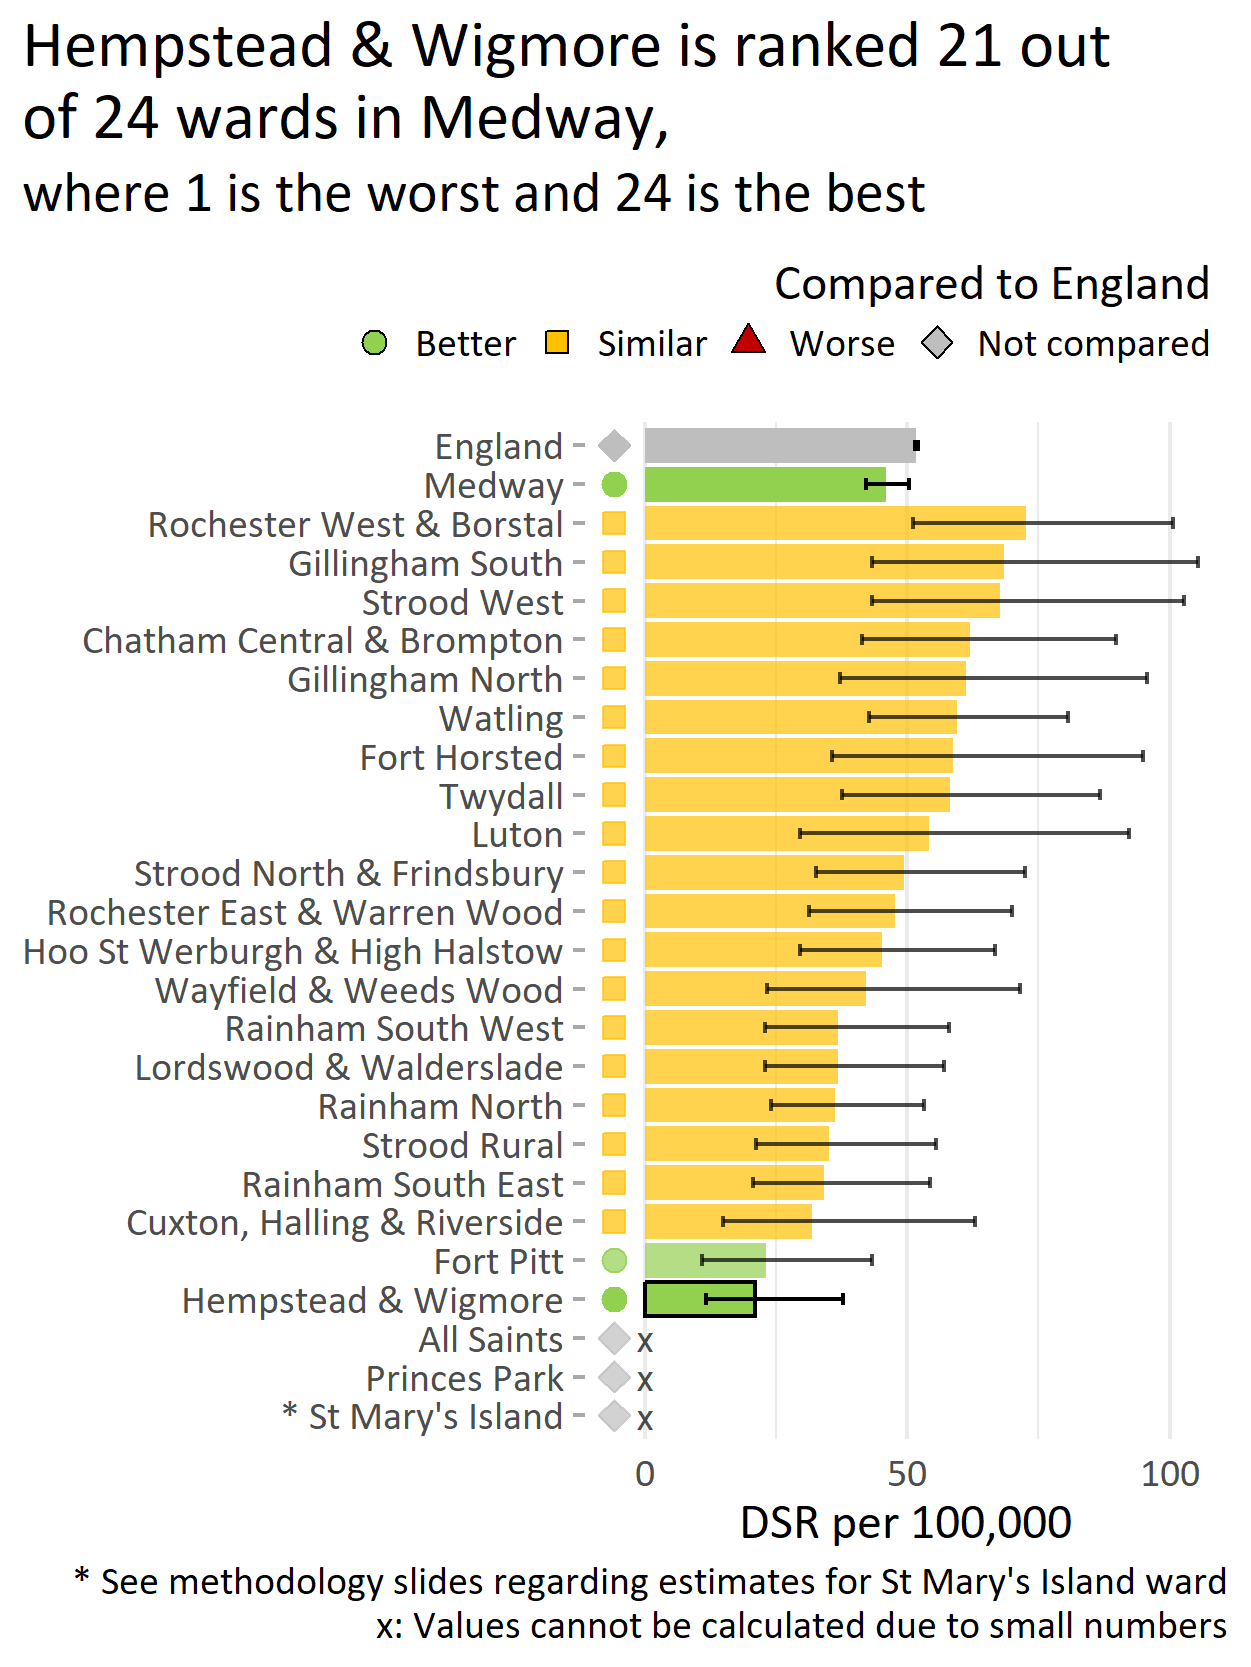 Hempstead & Wigmore is ranked 21 out
of 24 wards in Medway,
where 1 is the worst and 24 is the best
Compared to England
Better Similar Worse Not compared
England
Medway
Rochester West & Borstal
Gillingham South
Strood West
Chatham Central & Brompton
Gillingham North
Watling
Fort Horsted
Twydall
Luton
Strood North & Frindsbury
Rochester East & Warren Wood
Hoo St Werburgh & High Halstow
Wayfield & Weeds Wood
Rainham South West
Lordswood & Walderslade
Rainham North
Strood Rural
Rainham South East
Cuxton, Halling & Riverside
Fort Pitt
Hempstead & Wigmore
All Saints x
Princes Park x
* St Mary's Island x
0 50 100
DSR per 100,000
* See methodology slides regarding estimates for St Mary's Island ward
x: Values cannot be calculated due to small numbers